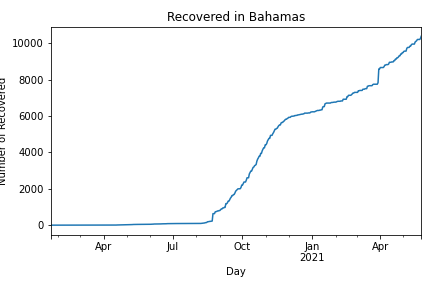 Recovered in Bahamas
Number of Recovered
10000
8000
6000
4000
2000
0
Apr
Jul
Oct
Jan
2021
Apr
Day